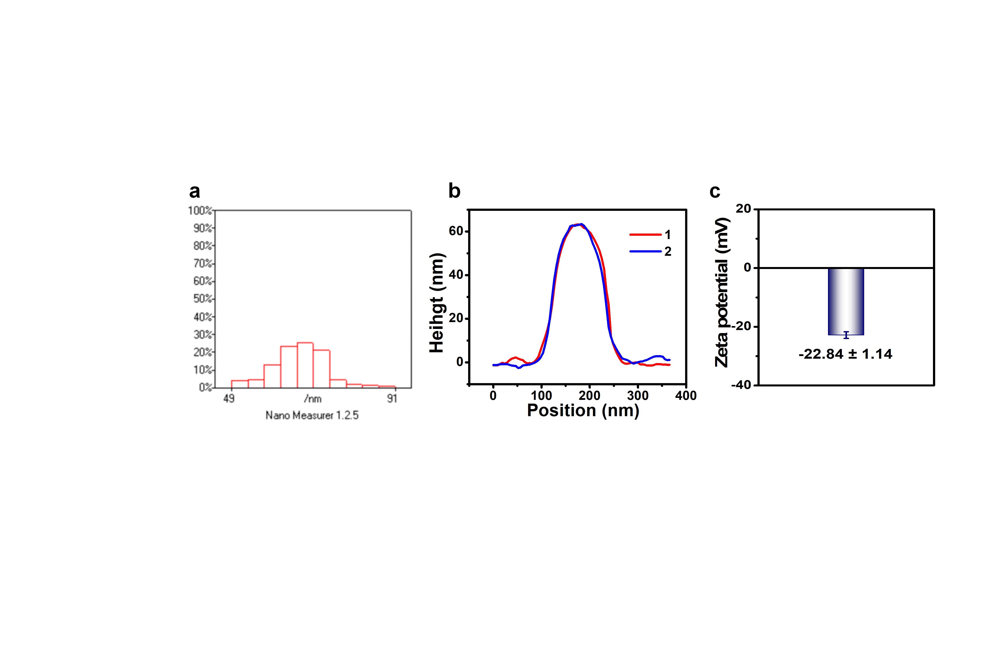 a
100%
90%
80%
70%
60%
50%
40%
30%
20%
10%
0%
49 /nm 91
Nano Measurer 1.2.5
b
Heihgt (nm)
60
40
20
0
1
2
0 100 200 300 400
Position (nm)
c
Zeta potential (mV)
20
0
-20
-40
-22.84 ± 1.14